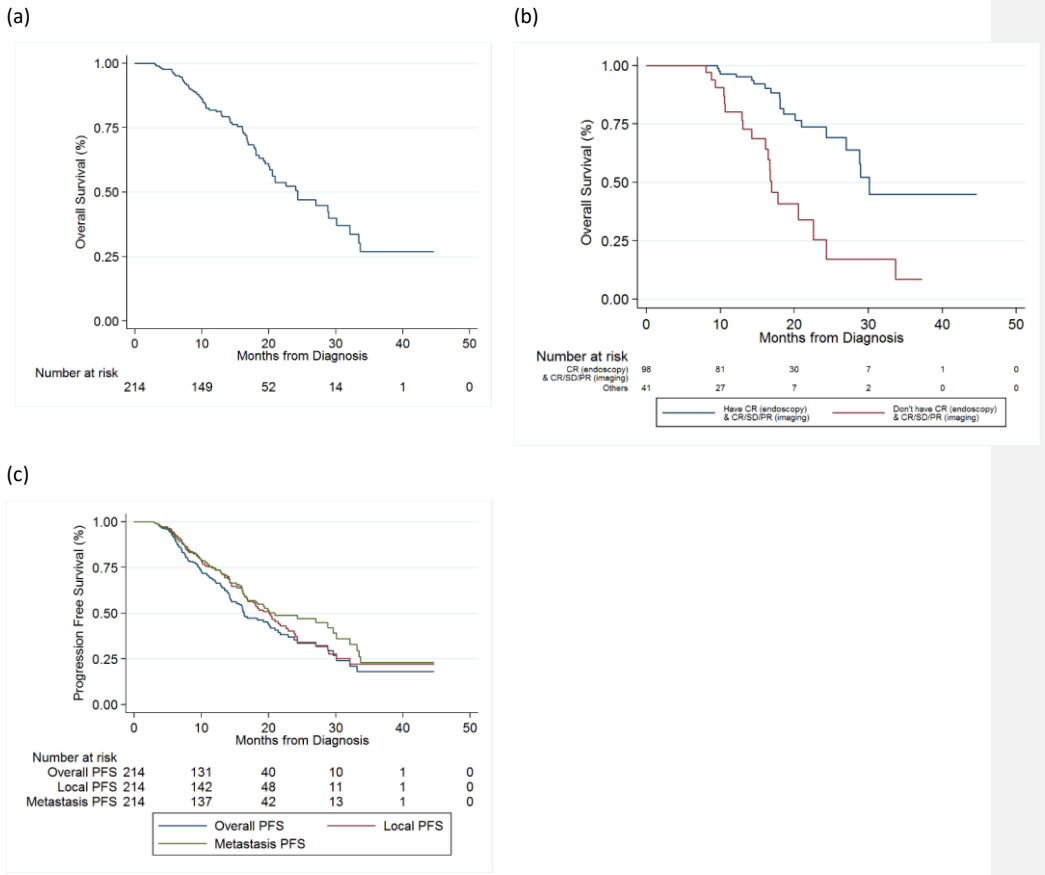 (a)
Overall Survival (%)
1.00
0.75
0.50
0.25
0.00
0 10 20 30 40 50
Months from Diagnosis
Number at risk
214 149 52 14 1 0
(b)
Overall Survival (%)
1.00
0.75
0.50
0.25
0.00
0 10 20 30 40 50
Months from Diagnosis
Number at risk
CR (endoscopy) 98 81 30 7 1 0
& CR/SD/PR (imaging)
Others 41 27 7 2 0 0
Have CR (endoscopy) Don't have CR (endoscopy)
& CR/SD/PR (imaging) & CR/SD/PR (imaging)
(c)
Progression Free Survival (%)
1.00
0.75
0.50
0.25
0.00
0 10 20 30 40 50
Months from Diagnosis
Number at risk
Overall PFS 214 131 40 10 1 0
Local PFS 214 142 48 11 1 0
Metastasis PFS 214 137 42 13 1 0
Overall PFS Local PFS
Metastasis PFS